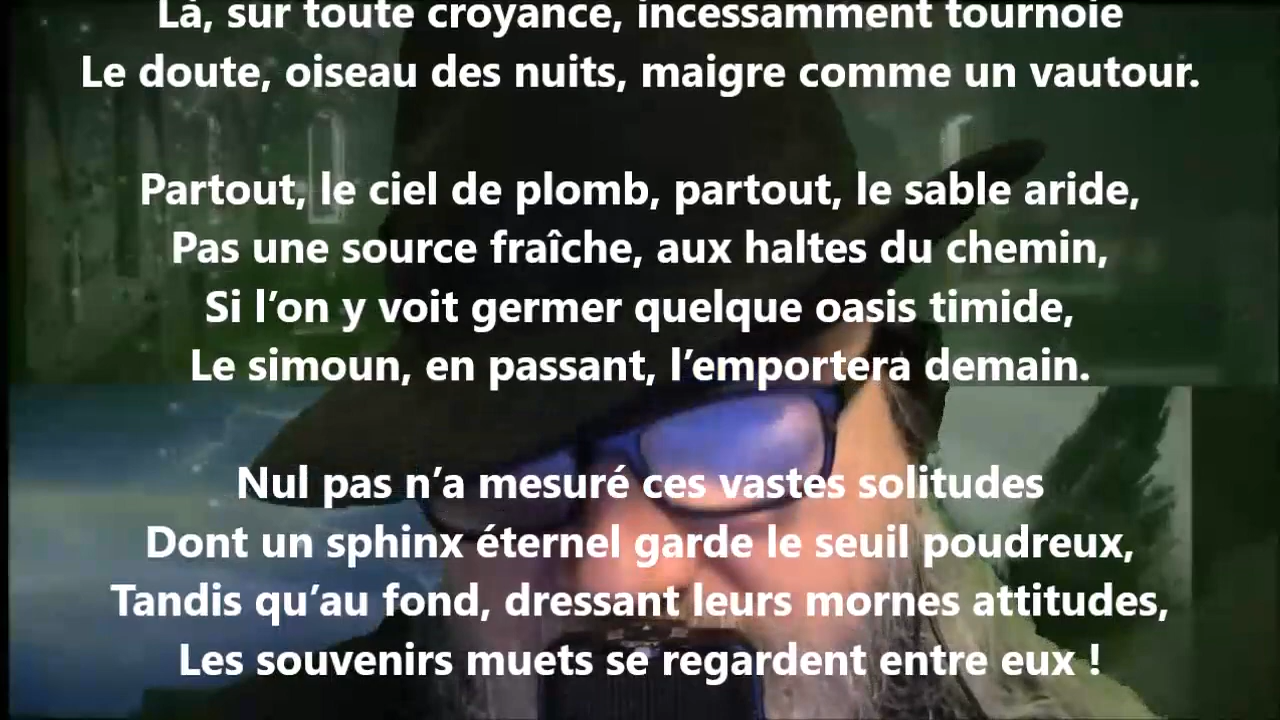 Là, sur toute croyance, incessamment tournoie
Le doute, oiseau des nuits, maigre comme un vautour.
Partout, le ciel de plomb, partout, le sable aride,
Pas une source fraîche, aux haltes du chemin,
Si l’on y voit germer quelque oasis timide,
Le simoun, en passant, l’emportera demain.
Nul pas n’a mesuré ces vastes solitudes
Dont un sphinx éternel garde le seuil poudreux,
Tandis qu’au fond, dressant leurs mornes attitudes,
Les souvenirs muets se regardent entre eux !